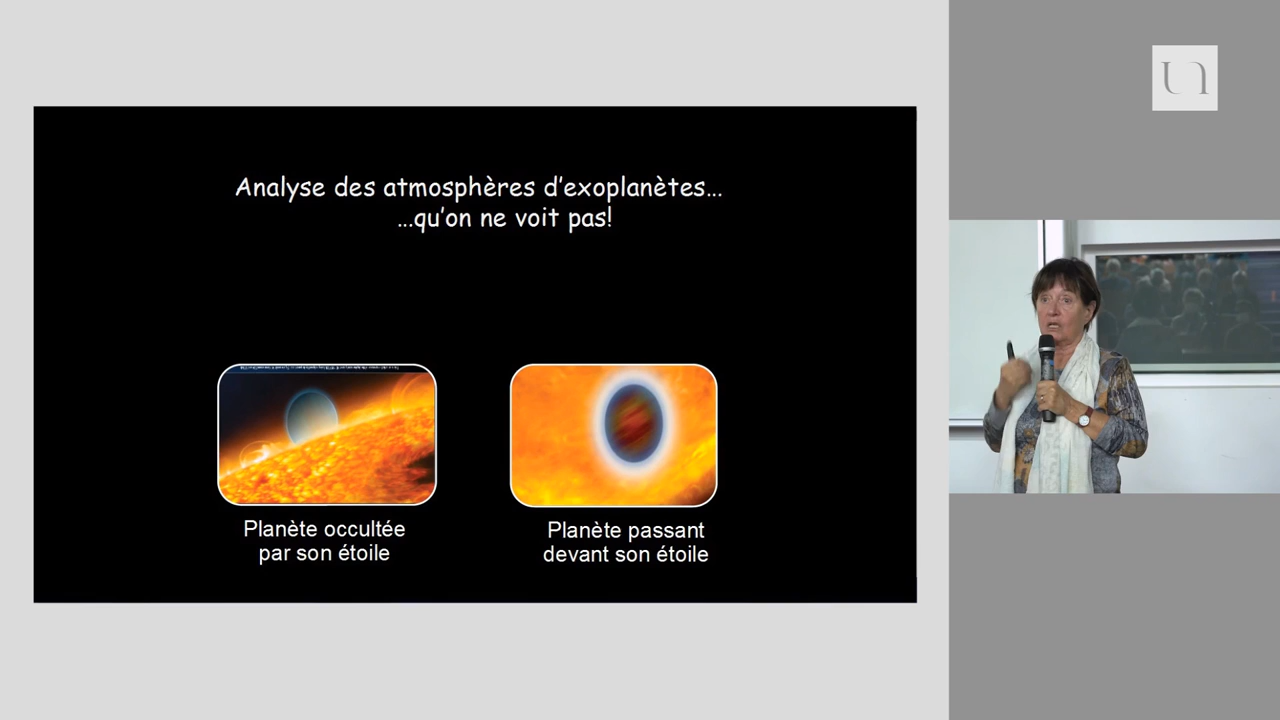 Analyse des atmosphères d'exoplanètes...
...qu'on ne voit pas!
Planète occultée
par son étoile
Planète passant
devant son étoile